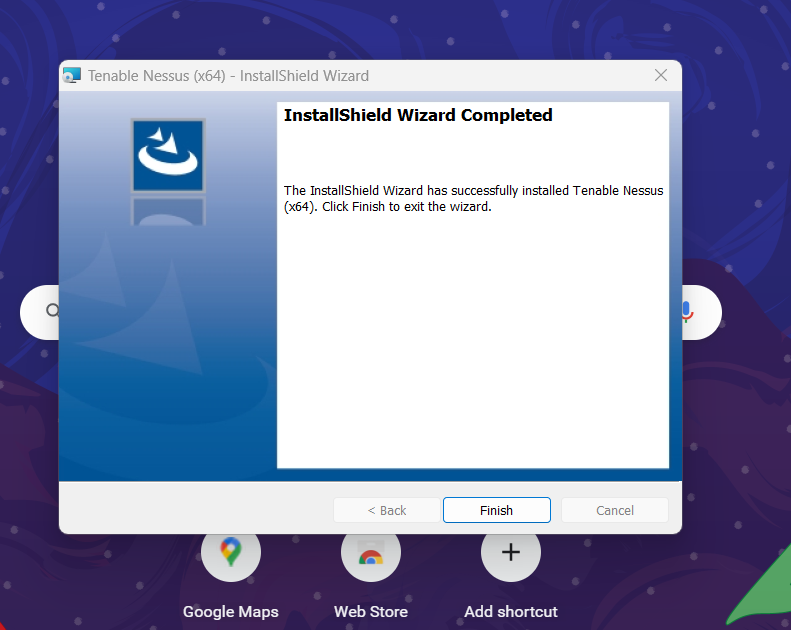 Tenable Nessus (x64) - InstallShield Wizard
InstallShield Wizard Completed
The InstallShield Wizard has successfully installed Tenable Nessus
(x64). Click Finish to exit the wizard.
< Back
Finish
Cancel
Google Maps
Web Store
Add shortcut